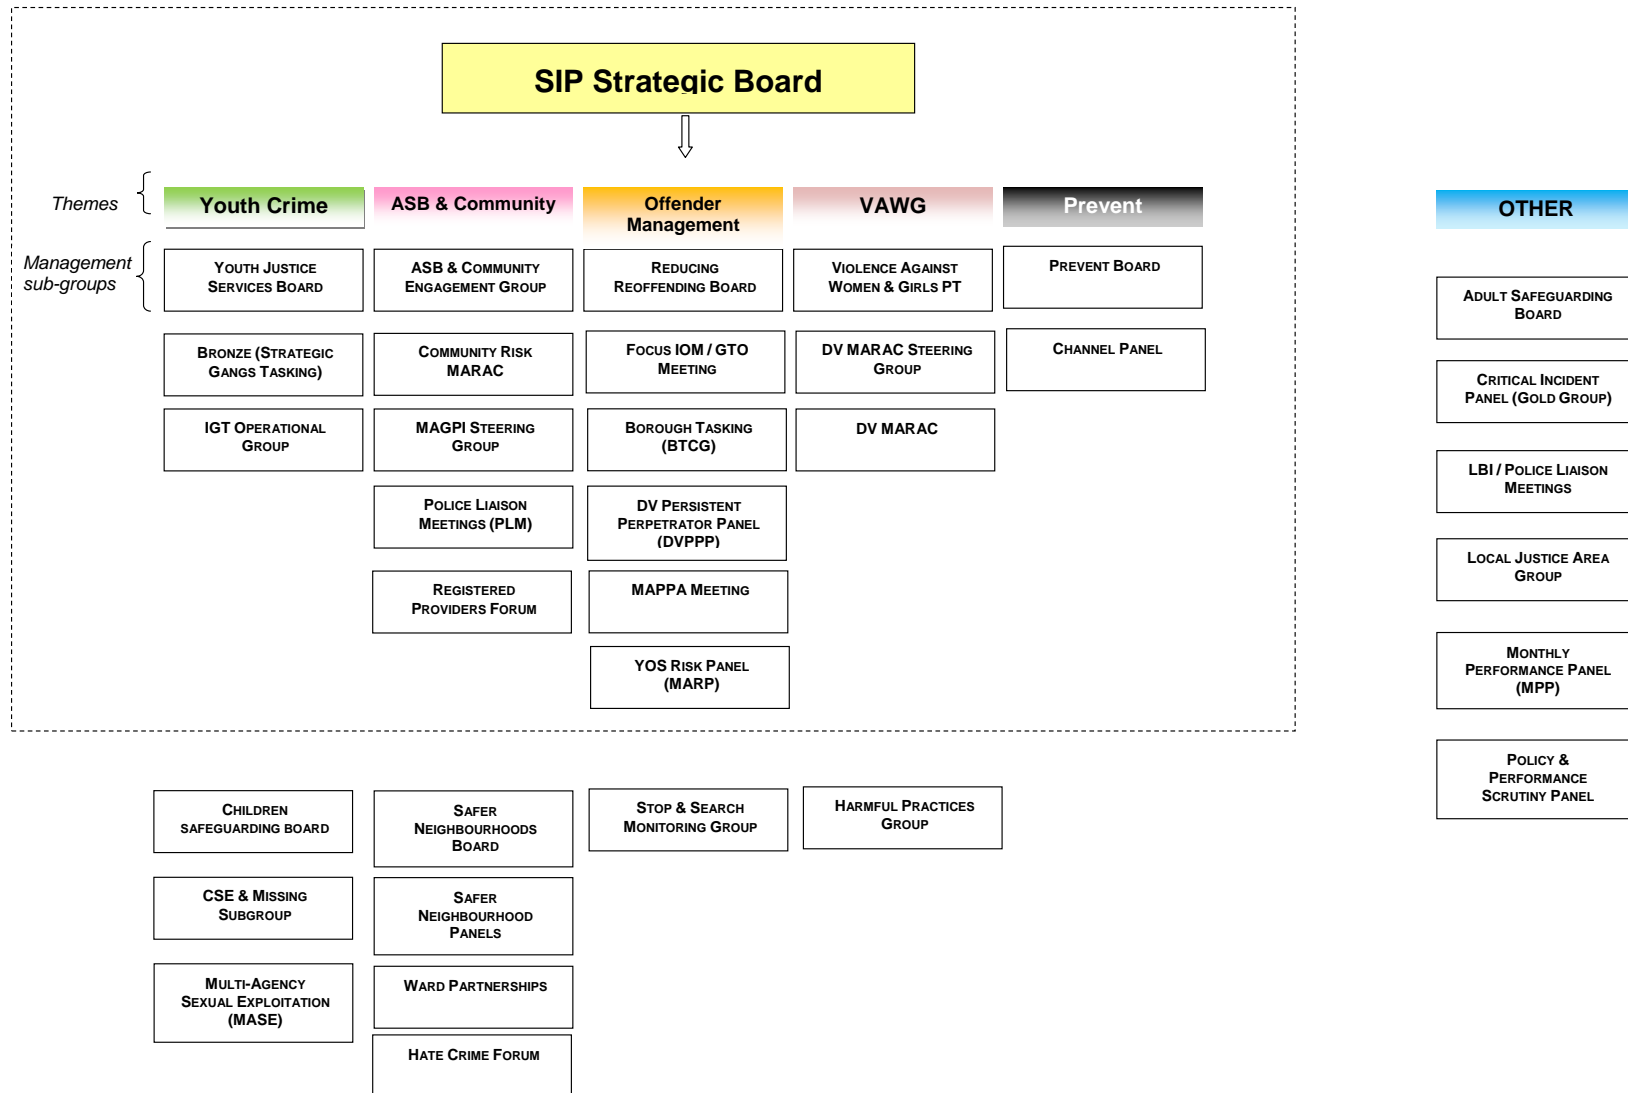 SIP Strategic Board
Themes
Youth Crime
ASB & Community
Offender
Management
VAWG
Prevent
OTHER
Management
sub-groups
YOUTH JUSTICE
SERVICES BOARD
ASB & COMMUNITY
ENGAGEMENT GROUP
REDUCING
REOFFENDING BOARD
VIOLENCE AGAINST
WOMEN & GIRLS PT
PREVENT BOARD
ADULT SAFEGUARDING
BOARD
BRONZE (STRATEGIC
GANGS TASKING)
COMMUNITY RISK
MARAC
FOCUS IOM / GTO
MEETING
DV MARAC STEERING
GROUP
CHANNEL PANEL
CRITICAL INCIDENT
PANEL (GOLD GROUP)
IGT OPERATIONAL
GROUP
MAGPI STEERING
GROUP
BOROUGH TASKING
(BTCG)
DV MARAC
LBI / POLICE LIAISON
MEETINGS
POLICE LIAISON
MEETINGS (PLM)
DV PERSISTENT
PERPETRATOR PANEL
(DVPPP)
LOCAL JUSTICE AREA
GROUP
REGISTERED
PROVIDERS FORUM
MAPPA MEETING
MONTHLY
PERFORMANCE PANEL
(MPP)
YOS RISK PANEL
(MARP)
POLICY &
PERFORMANCE
SCRUTINY PANEL
CHILDREN
SAFEGUARDING BOARD
SAFER
NEIGHBOURHOODS
BOARD
STOP & SEARCH
MONITORING GROUP
HARMFUL PRACTICES
GROUP
CSE & MISSING
SUBGROUP
SAFER
NEIGHBOURHOOD
PANELS
MULTI-AGENCY
SEXUAL EXPLOITATION
(MASE)
WARD PARTNERSHIPS
HATE CRIME FORUM